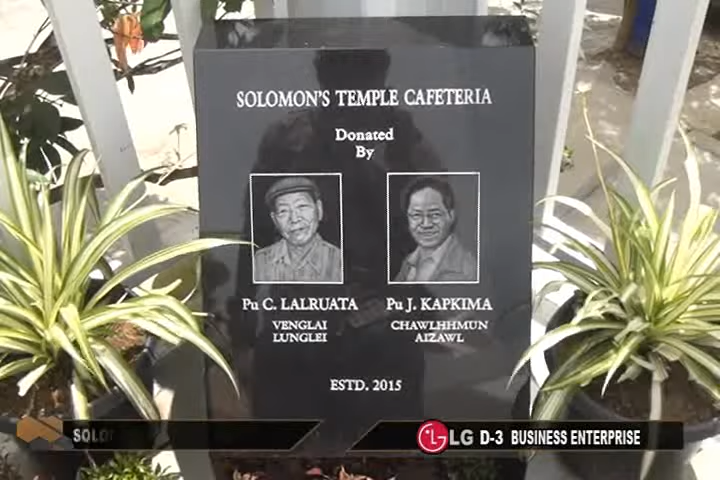 SOLOMON'S TEMPLE CAFETERIA
Donated
By
PU C. LALRUATA
VENGLAI
LUNGLEI
PU J. KAPKIMA
CHAWLHHMUN
AIZAWL
ESTD. 2015
LG D-3 BUSINESS ENTERPRISE